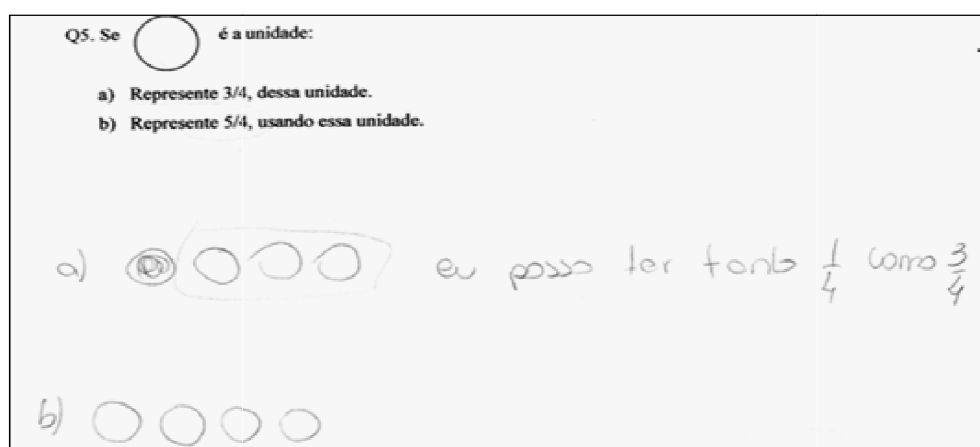 Q5. Se é a unidade:
a) Represente 3/4, dessa unidade.
b) Represente 5/4, usando essa unidade.
a) eu posso ter tanto 1/4 como 3/4
b)